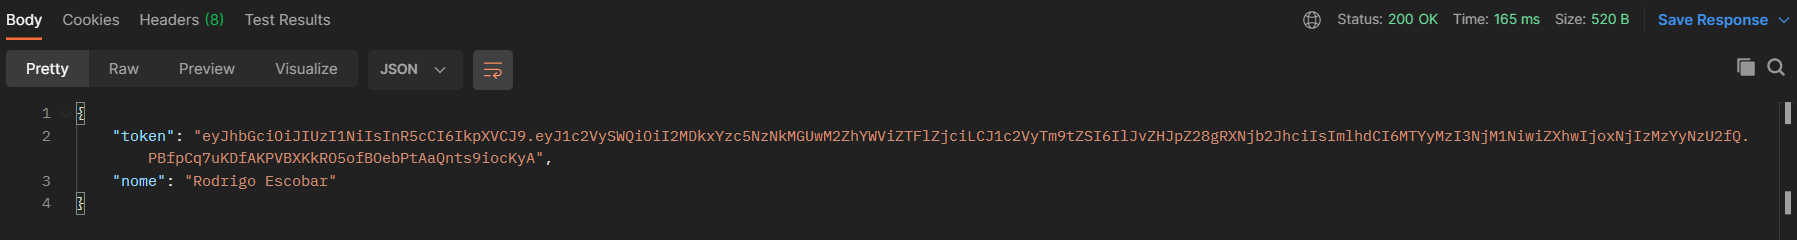 Body Cookies Headers (8) Test Results Status: 200 OK Time: 165 ms Size: 520 B Save Response
Pretty Raw Preview Visualize JSON
1 {
2 "token": "eyJhbGciOiJIUzI1NiIsInR5cCI6IkpXVCJ9.eyJ1c2VySWQiOiI2MDkxYzc5NzNkMGUwM2ZhYWViZTFlZjciLCJ1c2VyTm9tZSI6IlJvZHJpZ28gRXNjb2JhciIsImlhdCI6MTYyMzI3NjM1NiwiZXhwIjoxNjIzMzYyNzU2fQ.
PBfpCq7uKDfAKPVBXKkRO5ofBOebPtAaQnts9iocKyA",
3 "nome": "Rodrigo Escobar"
4 }